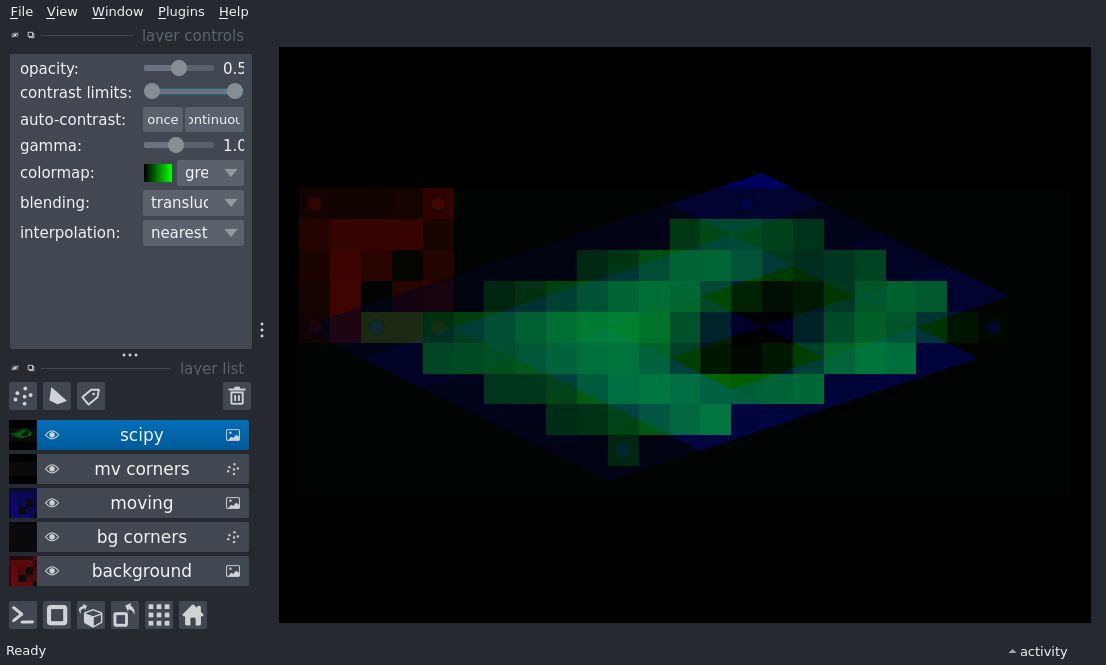 File View Window Plugins Help
layer controls
opacity: 0.5
contrast limits:
auto-contrast: once ontinuou
gamma: 1.0
colormap: gre
blending: transluc
interpolation: nearest
layer list
scipy
mv corners
moving
bg corners
background
Ready
activity